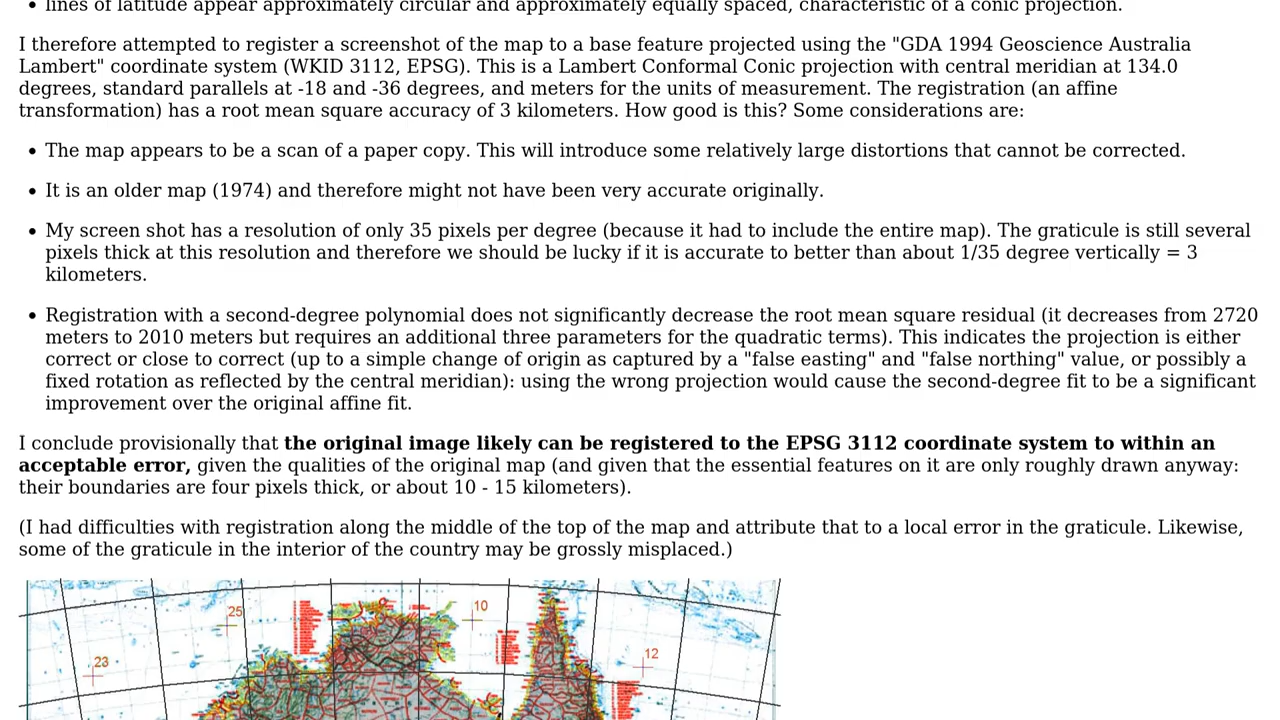 lines of latitude appear approximately circular and approximately equally spaced, characteristic of a conic projection.
I therefore attempted to register a screenshot of the map to a base feature projected using the "GDA 1994 Geoscience Australia
Lambert" coordinate system (WKID 3112, EPSG). This is a Lambert Conformal Conic projection with central meridian at 134.0
degrees, standard parallels at -18 and -36 degrees, and meters for the units of measurement. The registration (an affine
transformation) has a root mean square accuracy of 3 kilometers. How good is this? Some considerations are:
• The map appears to be a scan of a paper copy. This will introduce some relatively large distortions that cannot be corrected.
• It is an older map (1974) and therefore might not have been very accurate originally.
• My screen shot has a resolution of only 35 pixels per degree (because it had to include the entire map). The graticule is still several
pixels thick at this resolution and therefore we should be lucky if it is accurate to better than about 1/35 degree vertically = 3
kilometers.
• Registration with a second-degree polynomial does not significantly decrease the root mean square residual (it decreases from 2720
meters to 2010 meters but requires an additional three parameters for the quadratic terms). This indicates the projection is either
correct or close to correct (up to a simple change of origin as captured by a "false easting" and "false northing" value, or possibly a
fixed rotation as reflected by the central meridian): using the wrong projection would cause the second-degree fit to be a significant
improvement over the original affine fit.
I conclude provisionally that the original image likely can be registered to the EPSG 3112 coordinate system to within an
acceptable error, given the qualities of the original map (and given that the essential features on it are only roughly drawn anyway:
their boundaries are four pixels thick, or about 10 - 15 kilometers).
(I had difficulties with registration along the middle of the top of the map and attribute that to a local error in the graticule. Likewise,
some of the graticule in the interior of the country may be grossly misplaced.)
25
10
23
12